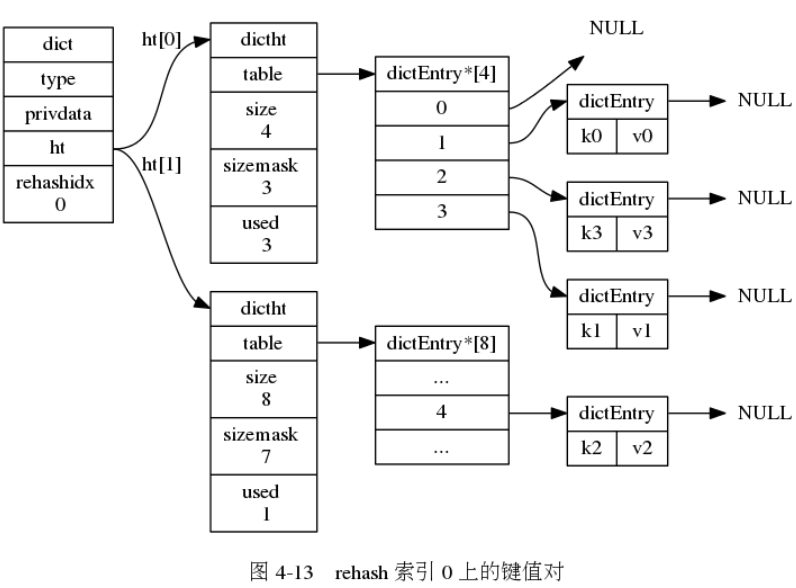 dict
type
privdata
ht
rehashidx
0
ht[0]
ht[1]
dictht
table
size
4
sizemask
3
used
3
dictEntry*[4]
0
1
2
3
NULL
dictEntry
k0 v0
NULL
dictEntry
k3 v3
NULL
dictEntry
k1 v1
NULL
dictht
table
size
8
sizemask
7
used
1
dictEntry*[8]
...
4
...
dictEntry
k2 v2
NULL
图 4-13 rehash 索引 0 上的键值对